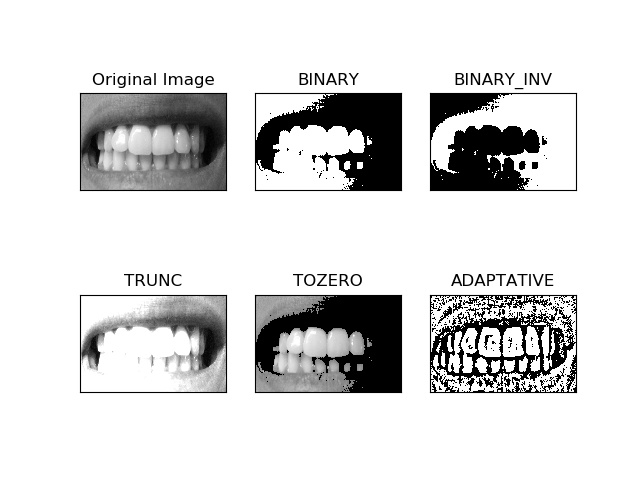 Original Image
BINARY
BINARY_INV
TRUNC
TOZERO
ADAPTATIVE